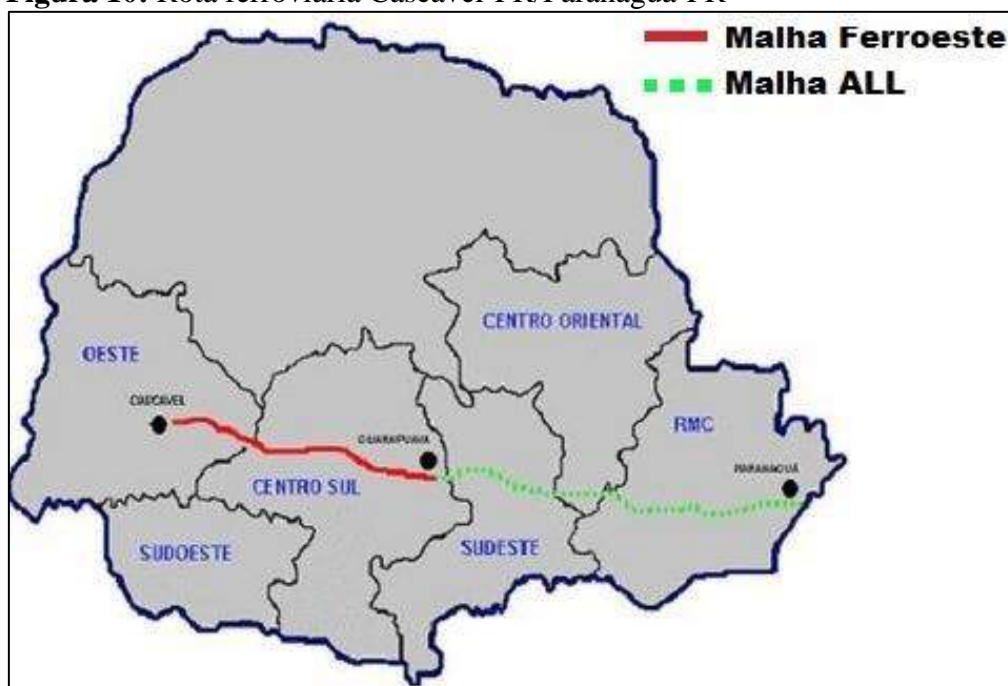 Figura 10: Rota ferroviária Cascavel-PR/Paranaguá-PR
Malha Ferroeste
Malha ALL
CENTRO ORIENTAL
OESTE
CASCAVEL
RMC
GUARAPUAVA
PARANAGUÁ
CENTRO SUL
SUDOESTE
SUDESTE